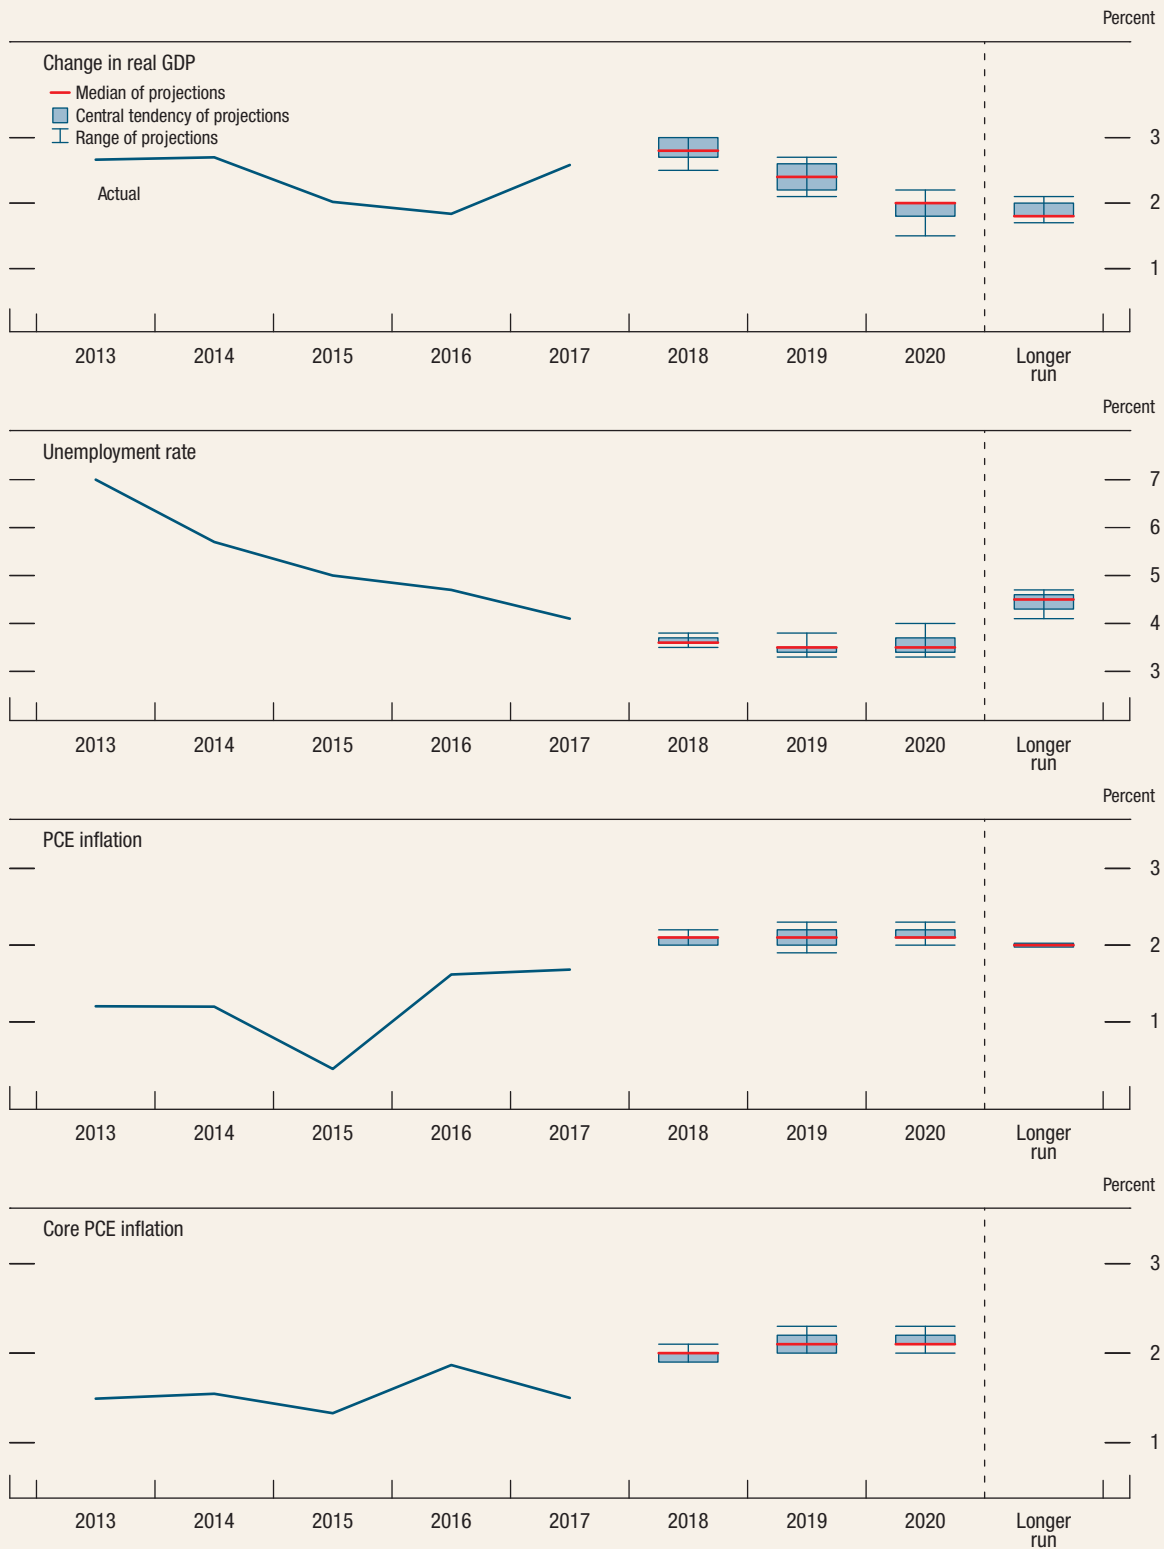 Percent
Change in real GDP
Median of projections
Central tendency of projections
Range of projections
Actual
3
2
1
2013 2014 2015 2016 2017 2018 2019 2020 Longer
run
Percent
Unemployment rate
7
6
5
4
3
2013 2014 2015 2016 2017 2018 2019 2020 Longer
run
Percent
PCE inflation
3
2
1
2013 2014 2015 2016 2017 2018 2019 2020 Longer
run
Percent
Core PCE inflation
3
2
1
2013 2014 2015 2016 2017 2018 2019 2020 Longer
run